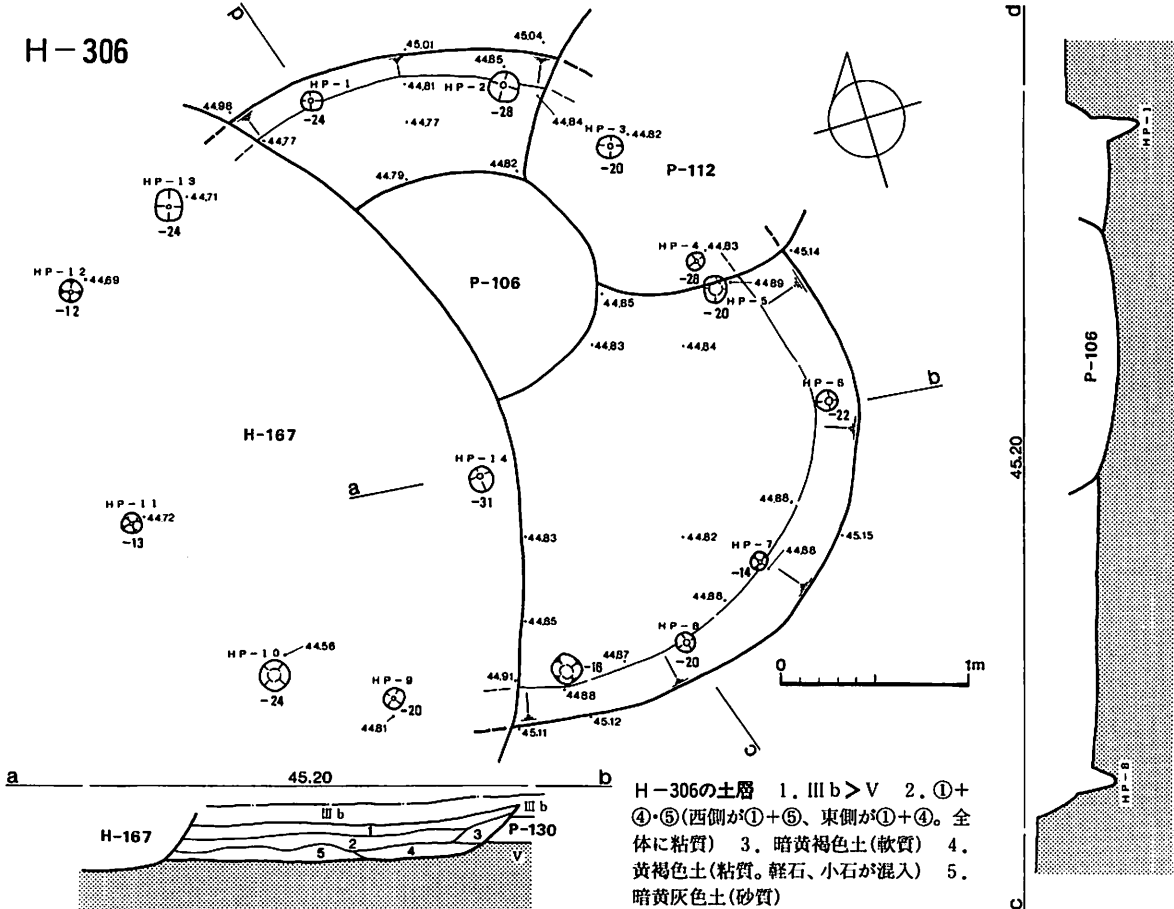 H-306
d
45.01
45.04
44.85
HP-1
44.81
HP-2
-24
-28
44.98
44.84
44.77
44.77
HP-3
44.82
-20
P-112
44.82
44.79
HP-13
44.71
-24
HP-4
44.83
45.14
-28
44.89
HP-5
-20
HP-12
44.69
-12
P-106
44.85
44.83
44.84
HP-6
b
-22
H-167
HP-14
a
-31
44.88
HP-11
44.72
-13
44.83
44.82
HP-7
44.88
45.15
-14
44.88
44.85
HP-8
-20
HP-10
44.56
-24
HP-9
-20
44.81
44.87
-18
44.91
44.88
45.12
45.11
0
1m
c
a
45.20
b
H-167
IIIb
IIIb
P-130
1
2
3
4
5
V
H-306の土層 1. IIIb>V 2. ①+
④・⑤(西側が①+⑤、東側が①+④。全
体に粘質) 3. 暗黄褐色土(軟質) 4.
黄褐色土(粘質。軽石、小石が混入) 5.
暗黄灰色土(砂質)
d
HP-1
P-106
45.20
HP-8
c